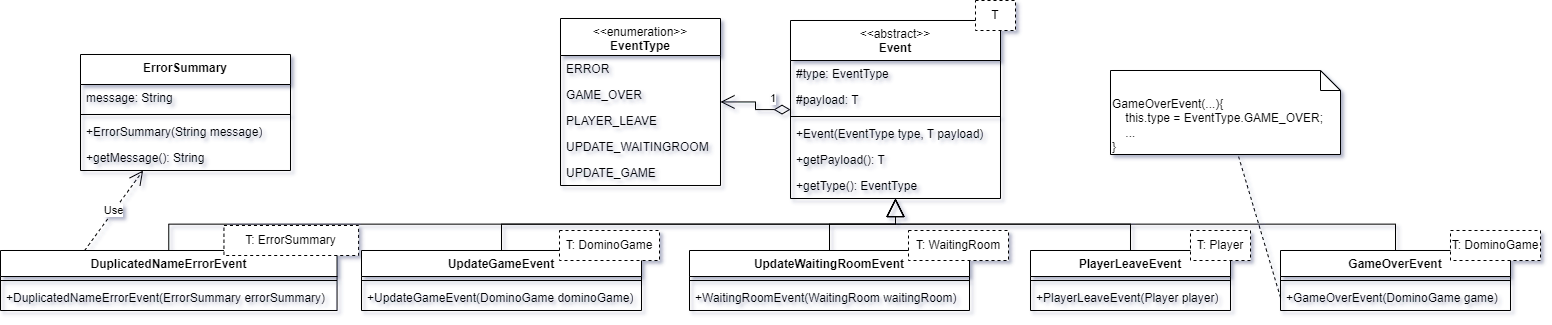 ErrorSummary
message: String
+ErrorSummary(String message)
+getMessage(): String
<<enumeration>>
EventType
ERROR
GAME_OVER
PLAYER_LEAVE
UPDATE_WAITINGROOM
UPDATE_GAME
1
T
<<abstract>>
Event
#type: EventType
#payload: T
+Event(EventType type, T payload)
+getPayload(): T
+getType(): EventType
GameOverEvent(...){
this.type = EventType.GAME_OVER;
...
}
Use
T: ErrorSummary
DuplicatedNameErrorEvent
+DuplicatedNameErrorEvent(ErrorSummary errorSummary)
T: DominoGame
UpdateGameEvent
+UpdateGameEvent(DominoGame dominoGame)
T: WaitingRoom
UpdateWaitingRoomEvent
+WaitingRoomEvent(WaitingRoom waitingRoom)
T: Player
PlayerLeaveEvent
+PlayerLeaveEvent(Player player)
T: DominoGame
GameOverEvent
+GameOverEvent(DominoGame game)